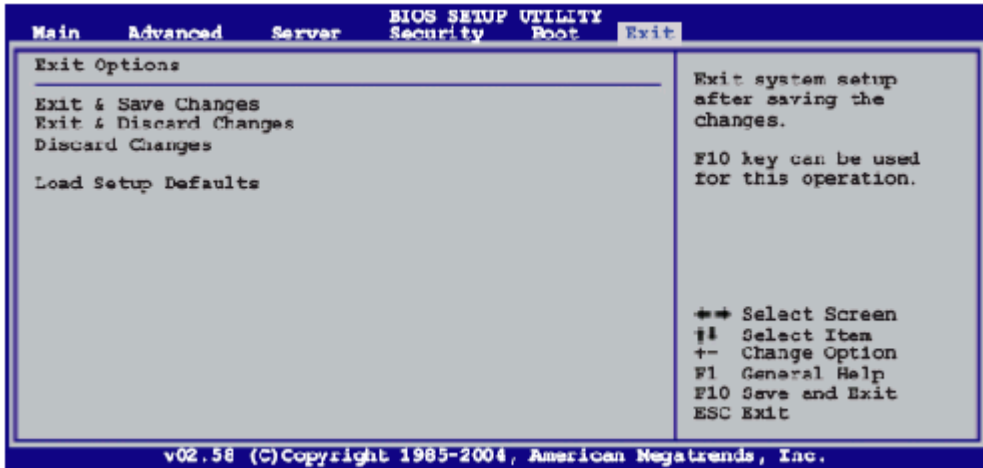 BIOS SETUP UTILITY
Main Advanced Server Security Boot Exit
Exit Options
Exit & Save Changes
Exit & Discard Changes
Discard Changes
Load Setup Defaults
Exit system setup
after saving the
changes.
F10 key can be used
for this operation.
←→ Select Screen
↑↓ Select Item
+- Change Option
F1 General Help
F10 Save and Exit
ESC Exit
v02.58 (C)Copyright 1985-2004, American Megatrends, Inc.